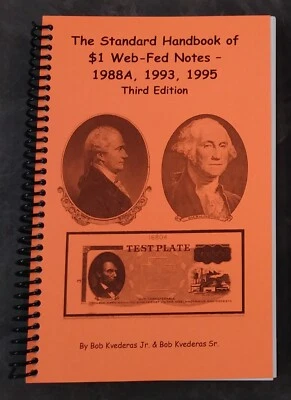 The Standard Handbook of
$1 Web-Fed Notes –
1988A, 1993, 1995
Third Edition
TEST PLATE
By Bob Kvederas Jr. & Bob Kvederas Sr.